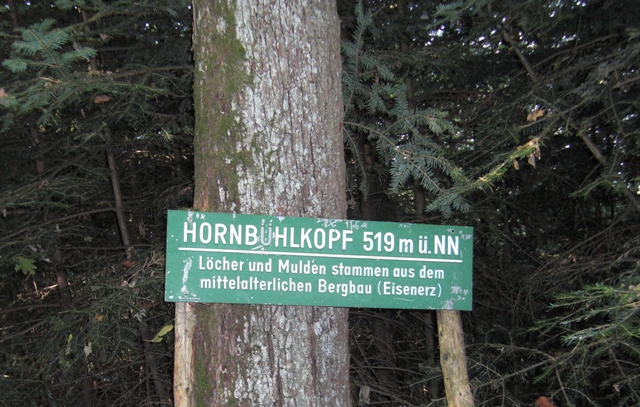 HORNBÜHLKOPF 519 m ü. NN
Löcher und Mulden stammen aus dem
mittelalterlichen Bergbau (Eisenerz)